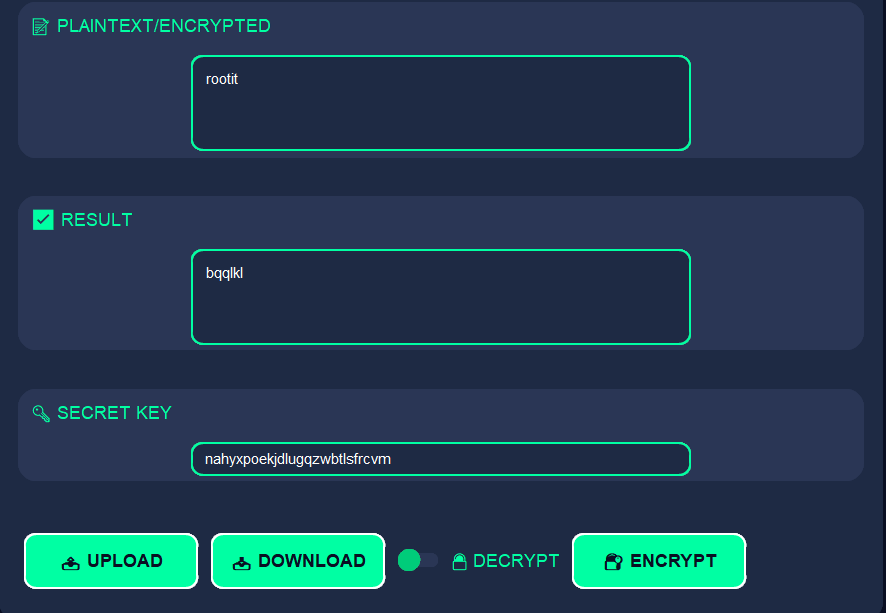 PLAINTEXT/ENCRYPTED
rootit
RESULT
bqqlkl
SECRET KEY
nahyxpoekjdlugqzwbtlsfrcvm
UPLOAD DOWNLOAD DECRYPT ENCRYPT